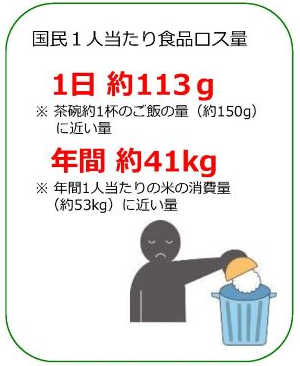 国民１人当たり食品ロス量
1日 約113ｇ
※ 茶碗約1杯のご飯の量（約150g）
に近い量
年間 約41kg
※ 年間1人当たりの米の消費量
（約53kg）に近い量